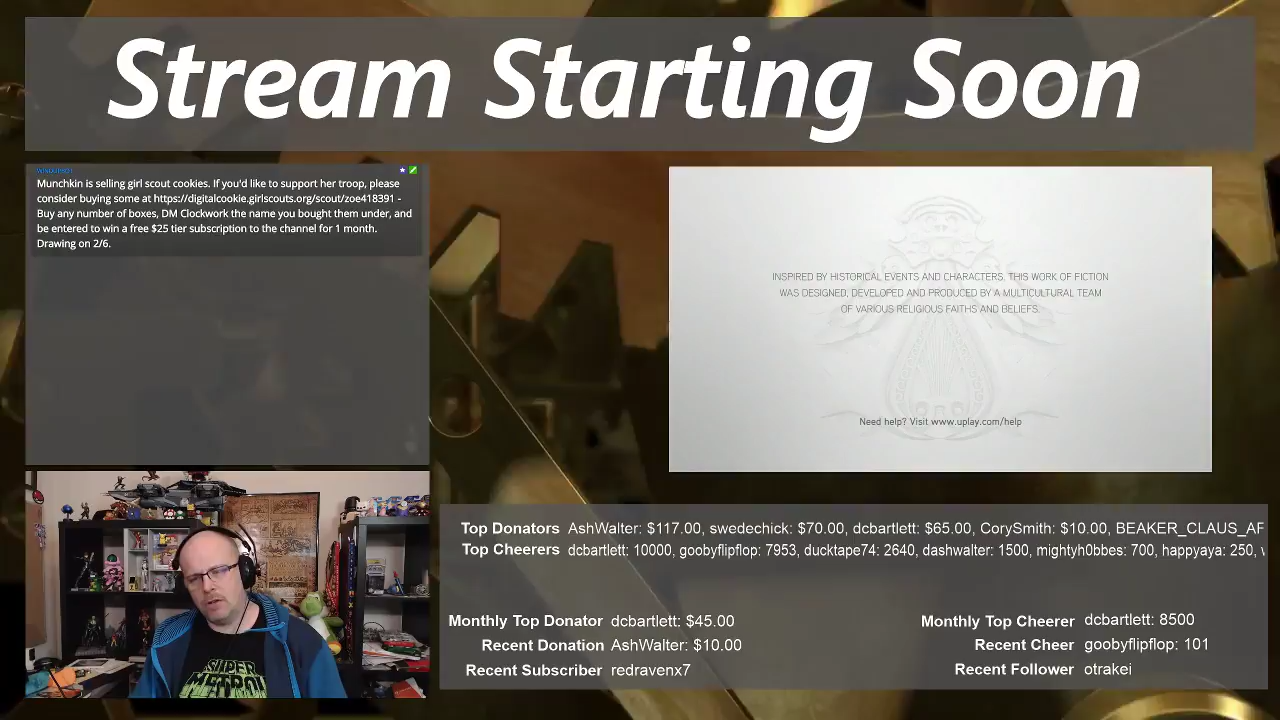 Stream Starting Soon
Munchkin is selling girl scout cookies. If you'd like to support her troop, please
consider buying some at https://digitalcookie.girlscouts.org/scout/zoe418391 -
Buy any number of boxes, DM Clockwork the name you bought them under, and
be entered to win a free $25 tier subscription to the channel for 1 month.
Drawing on 2/6.
INSPIRED BY HISTORICAL EVENTS AND CHARACTERS. THIS WORK OF FICTION
WAS DESIGNED, DEVELOPED AND PRODUCED BY A MULTICULTURAL TEAM
OF VARIOUS RELIGIOUS FAITHS AND BELIEFS.
Need help? Visit www.uplay.com/help
Top Donators AshWalter: $117.00, swedechick: $70.00, dcbartlett: $65.00, CorySmith: $10.00, BEAKER_CLAUS_AF
Top Cheerers dcbartlett: 10000, goobyflipflop: 7953, ducktape74: 2640, dashwalter: 1500, mightyh0bbes: 700, happyaya: 250,
Monthly Top Donator dcbartlett: $45.00
Recent Donation AshWalter: $10.00
Recent Subscriber redravenx7
Monthly Top Cheerer dcbartlett: 8500
Recent Cheer goobyflipflop: 101
Recent Follower otrakei
SUPER
METROID